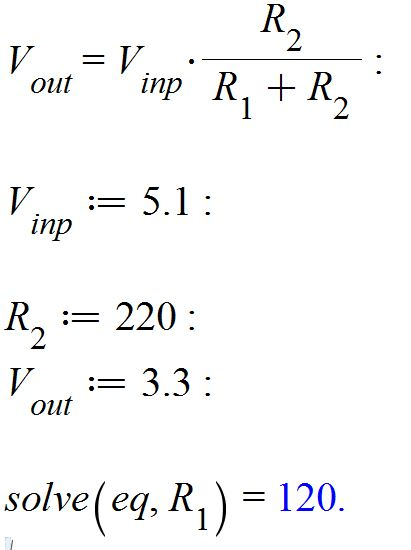 V_out = V_inp · R_2 / (R_1 + R_2) :
V_inp := 5.1 :
R_2 := 220 :
V_out := 3.3 :
solve(eq, R_1) = 120.